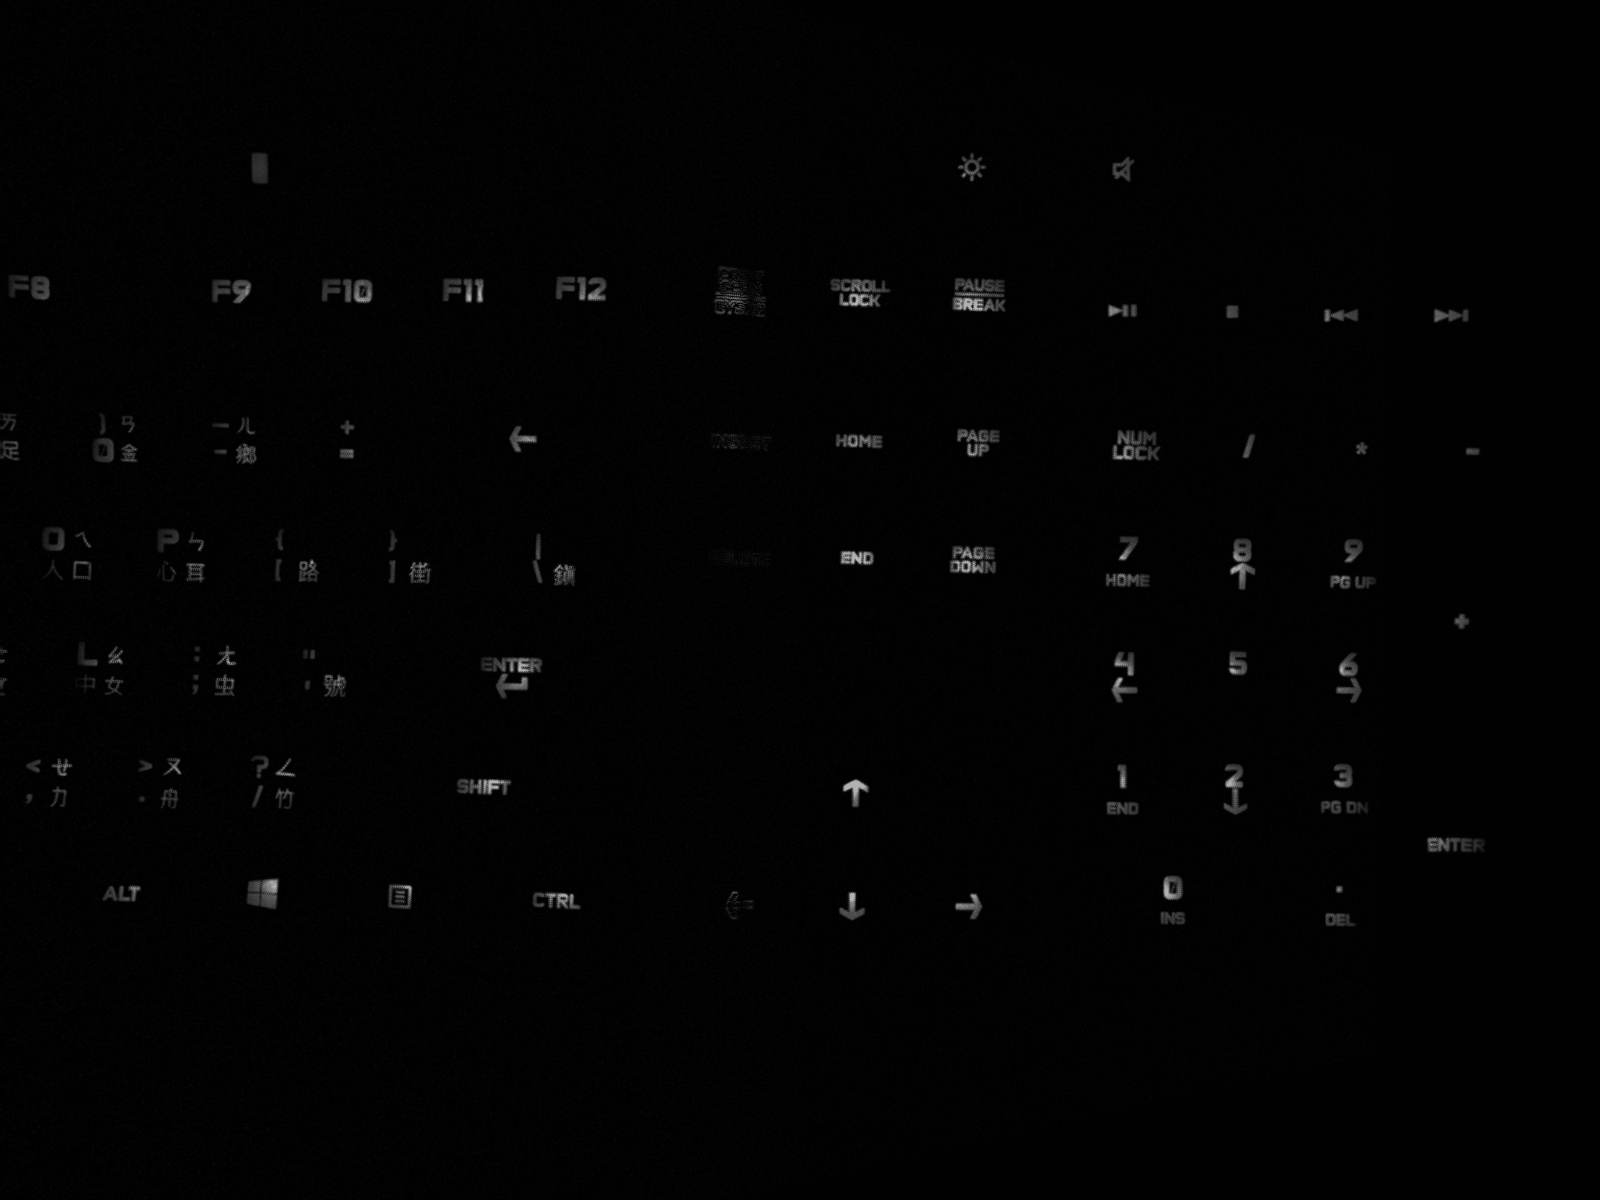 F8 F9 F10 F11 F12 SCROLL LOCK PAUSE BREAK
) ㄢ 0 金
— ㄦ - 鄉
+ =
← HOME PAGE UP NUM LOCK / * -
O ㄟ 人 口
P ㄣ 心 耳
{ [ 路
} ] 街
| \ 鎖
END PAGE DOWN
7 HOME 8 ↑ 9 PG UP
+
L ㄠ 中 女
: ㄤ ; 虫
" ' 號
ENTER
4 ← 5 6 →
< ㄝ , 力
> ㄡ . 舟
? ㄥ / 竹
SHIFT ↑
1 END 2 ↓ 3 PG DN
ENTER
ALT CTRL ← ↓ →
0 INS . DEL